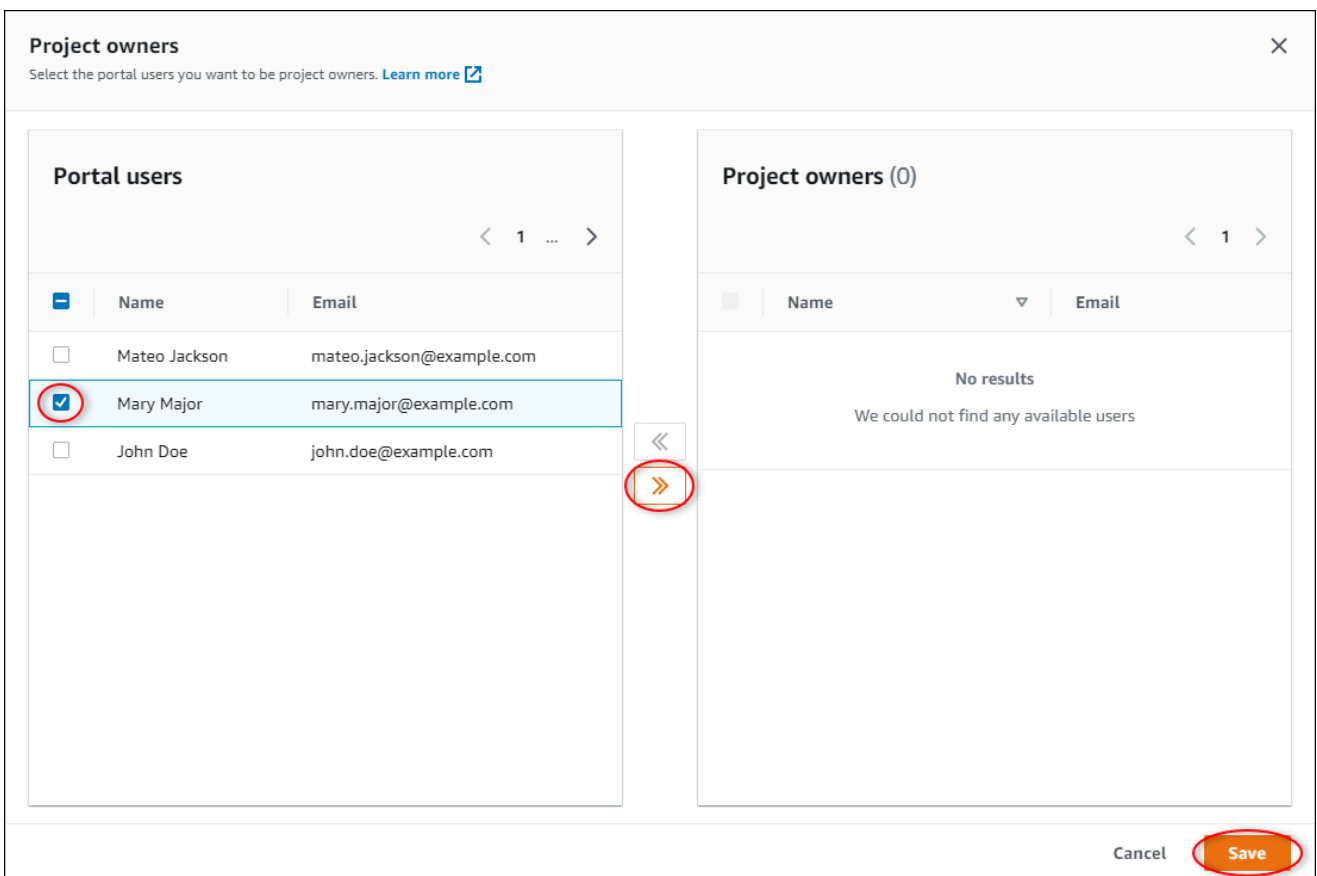 Project owners
Select the portal users you want to be project owners. Learn more
Portal users
1 ...
Name Email
Mateo Jackson mateo.jackson@example.com
Mary Major mary.major@example.com
John Doe john.doe@example.com
Project owners (0)
1
Name Email
No results
We could not find any available users
Cancel Save